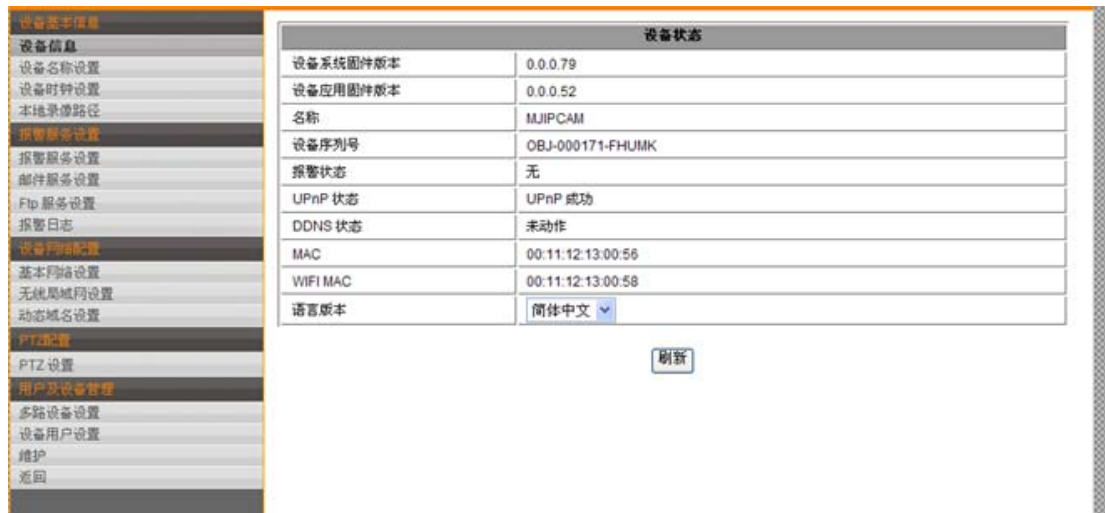 设备基本信息
设备信息
设备名称设置
设备时钟设置
本地录像路径
报警服务设置
报警服务设置
邮件服务设置
Ftp 服务设置
报警日志
设备网络配置
基本网络设置
无线局域网设置
动态域名设置
PTZ配置
PTZ 设置
用户及设备管理
多路设备设置
设备用户设置
维护
返回
设备状态
设备系统固件版本 0.0.0.79
设备应用固件版本 0.0.0.52
名称 MJIPCAM
设备序列号 OBJ-000171-FHUMK
报警状态 无
UPnP 状态 UPnP 成功
DDNS 状态 未动作
MAC 00:11:12:13:00:56
WIFI MAC 00:11:12:13:00:58
语言版本 简体中文
刷新